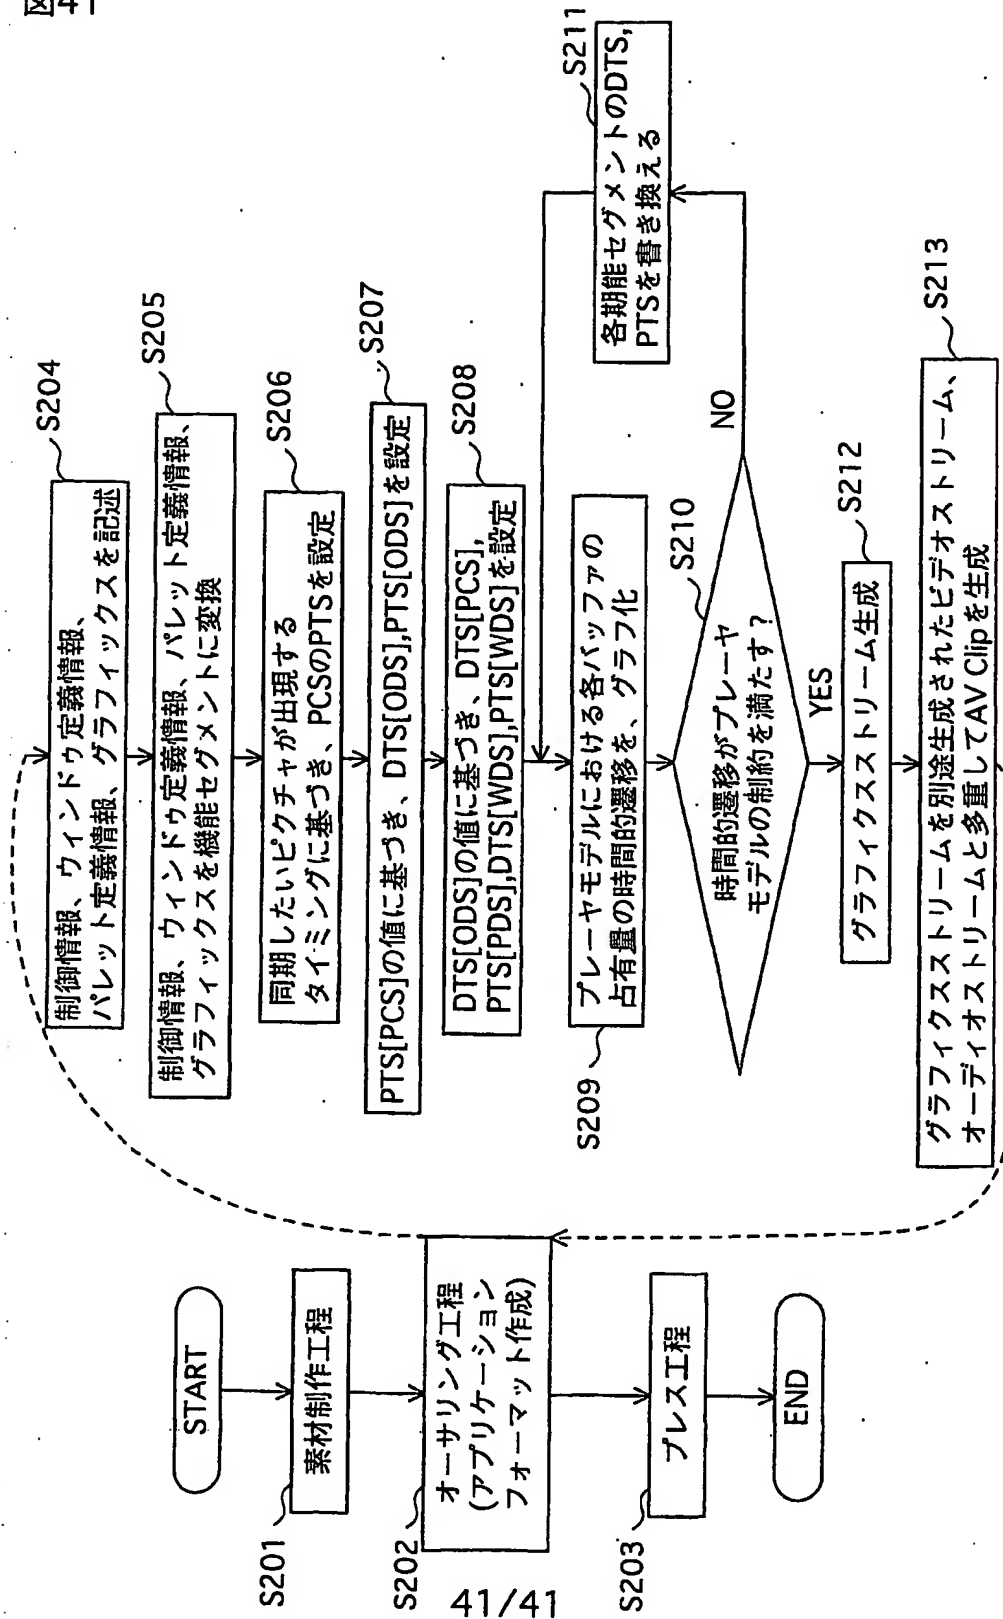 図41
START
S201
素材制作工程
S202
オーサリング工程
(アプリケーション
フォーマット作成)
S203
プレス工程
END
S204
制御情報、ウィンドゥ定義情報、
パレット定義情報、グラフィックスを記述
S205
制御情報、ウィンドゥ定義情報、パレット定義情報、
グラフィックスを機能セグメントに変換
S206
同期したいピクチャが出現する
タイミングに基づき、PCSのPTSを設定
S207
PTS[PCS]の値に基づき、DTS[ODS],PTS[ODS]を設定
S208
DTS[ODS]の値に基づき、DTS[PCS],
PTS[PDS],DTS[WDS],PTS[WDS]を設定
S209
プレーヤモデルにおける各バッファの
占有量の時間的遷移を、グラフ化
S210
時間的遷移がプレーヤ
モデルの制約を満たす？
NO
YES
S211
各期能セグメントのDTS,
PTSを書き換える
S212
グラフィクスストリーム生成
S213
グラフィクスストリームを別途生成されたビデオストリーム、
オーディオストリームと多重してAV Clipを生成
41/41